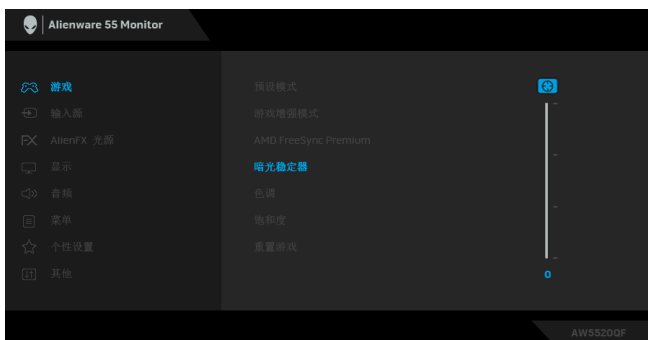 Alienware 55 Monitor
游戏
预设模式
输入源
游戏增强模式
AlienFX 光源
AMD FreeSync Premium
显示
暗光稳定器
音频
色调
菜单
饱和度
个性设置
重置游戏
其他
0
AW5520QF